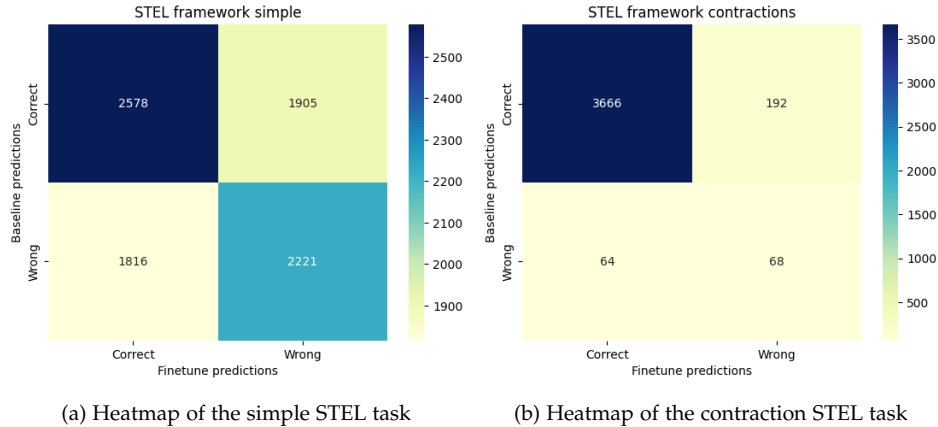 STEL framework simple
Baseline predictions
Correct
Wrong
2578
1905
1816
2221
Correct
Wrong
Finetune predictions
2500
2400
2300
2200
2100
2000
1900
(a) Heatmap of the simple STEL task
STEL framework contractions
Baseline predictions
Correct
Wrong
3666
192
64
68
Correct
Wrong
Finetune predictions
3500
3000
2500
2000
1500
1000
500
(b) Heatmap of the contraction STEL task